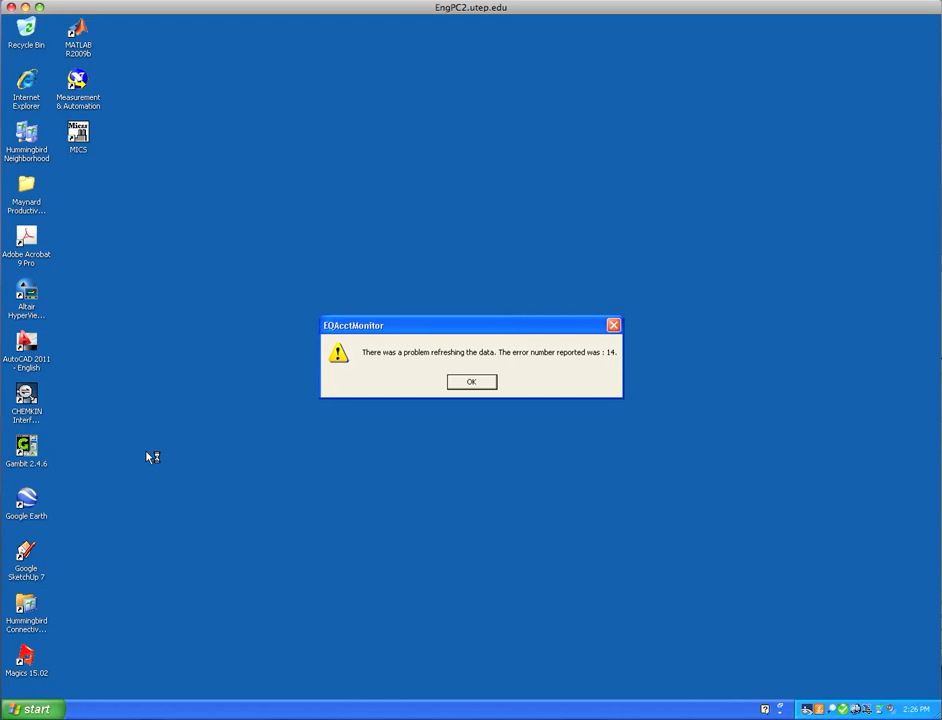 EngPC2.utep.edu
Recycle Bin
MATLAB
R2009b
Internet
Explorer
Measurement
& Automation
Hummingbird
Neighborhood
Micss
MICS
Maynard
Productiv...
Adobe Acrobat
9 Pro
Altair
HyperVie...
AutoCAD 2011
- English
CHEMKIN
Interf...
Gambit 2.4.6
Google Earth
Google
SketchUp 7
Hummingbird
Connectiv...
Magics 15.02
EQAcctMonitor
There was a problem refreshing the data. The error number reported was : 14.
OK
start
2:26 PM